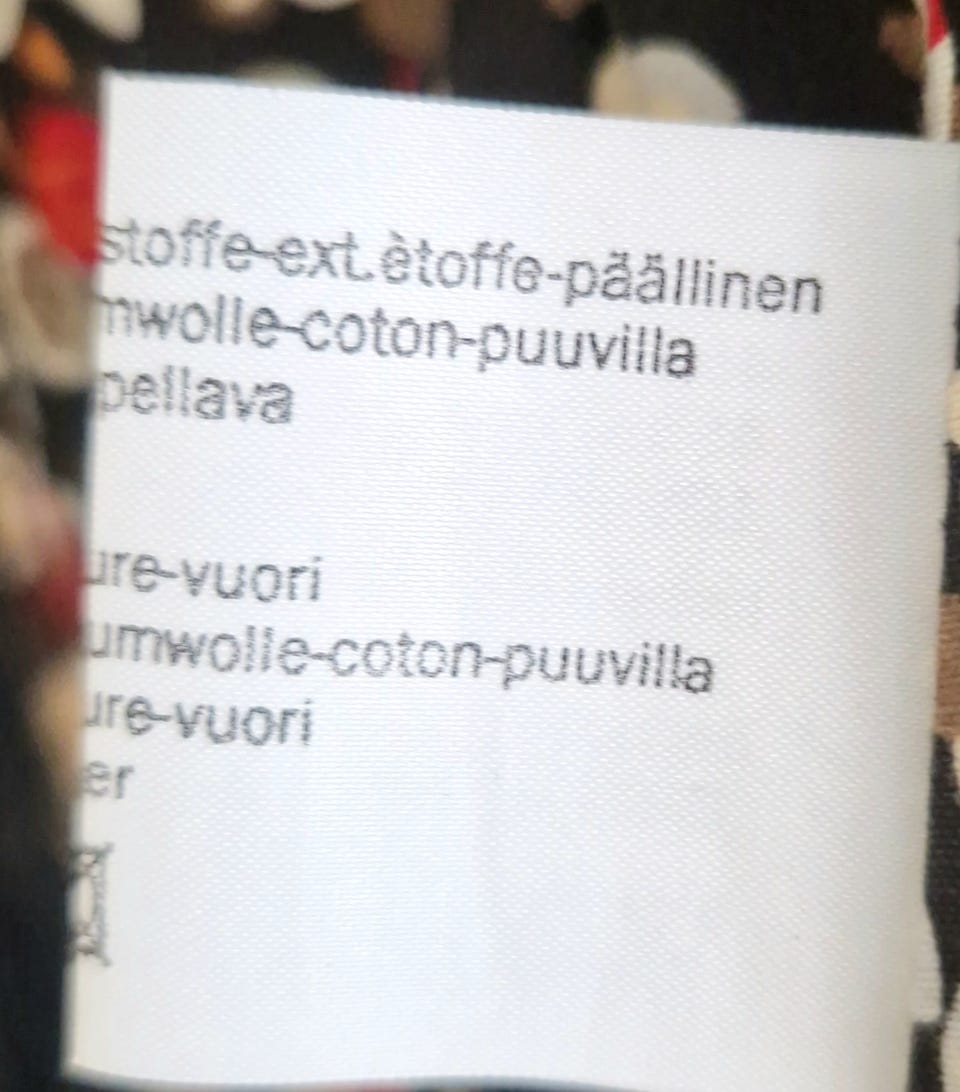 stoffe-ext.ètoffe-päällinen
mwolle-coton-puuvilla
pellava
ure-vuori
umwolle-coton-puuvilla
ure-vuori
er